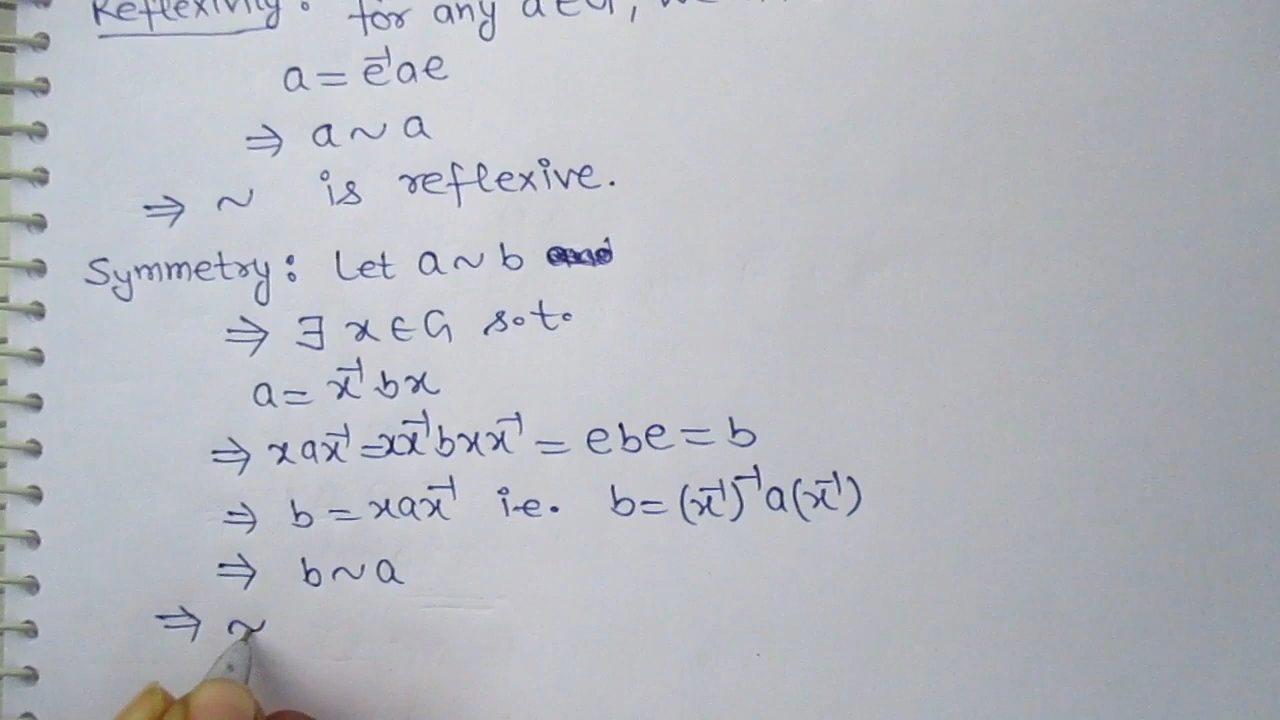 Reflexivity: for any a∈G,
a = e⁻¹ae
⇒ a ~ a
⇒ ~ is reflexive.
Symmetry: Let a ~ b
⇒ ∃ x ∈ G s.t.
a = x⁻¹bx
⇒ xax⁻¹ = xx⁻¹bxx⁻¹ = ebe = b
⇒ b = xax⁻¹ i.e. b = (x⁻¹)⁻¹a(x⁻¹)
⇒ b ~ a
⇒ ~